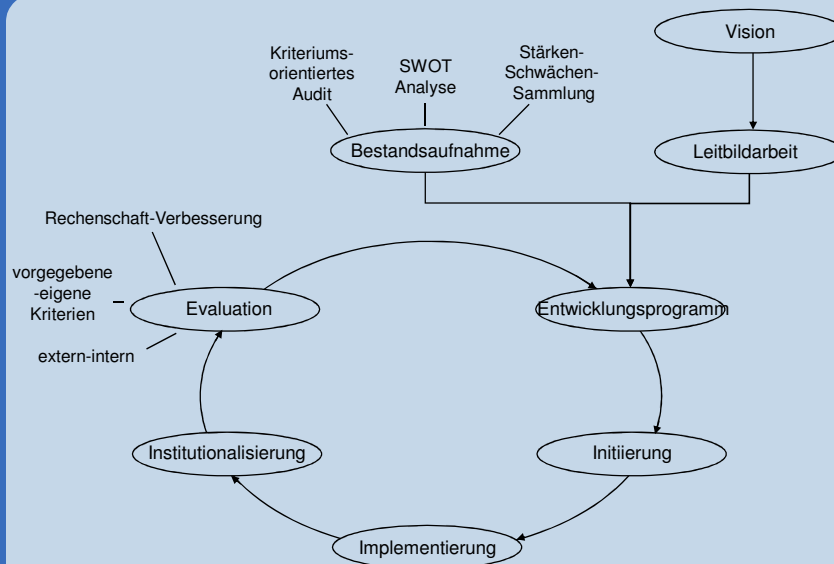 Vision
Kriteriums-
orientiertes
Audit
SWOT
Analyse
Stärken-
Schwächen-
Sammlung
Bestandsaufnahme
Leitbildarbeit
Rechenschaft-Verbesserung
vorgegebene
-eigene
Kriterien
extern-intern
Evaluation
Entwicklungsprogramm
Institutionalisierung
Initiierung
Implementierung